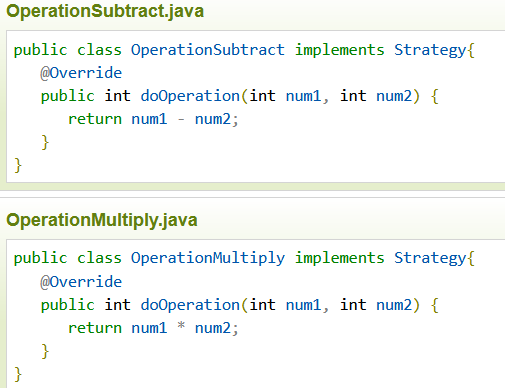 OperationSubtract.java
public class OperationSubtract implements Strategy{
   @Override
   public int doOperation(int num1, int num2) {
      return num1 - num2;
   }
}
OperationMultiply.java
public class OperationMultiply implements Strategy{
   @Override
   public int doOperation(int num1, int num2) {
      return num1 * num2;
   }
}